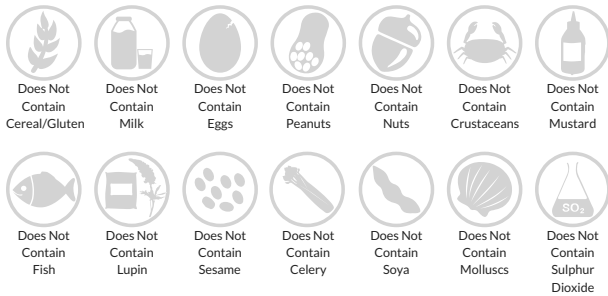 Does Not
Contain
Cereal/Gluten
Does Not
Contain
Milk
Does Not
Contain
Eggs
Does Not
Contain
Peanuts
Does Not
Contain
Nuts
Does Not
Contain
Crustaceans
Does Not
Contain
Mustard
Does Not
Contain
Fish
Does Not
Contain
Lupin
Does Not
Contain
Sesame
Does Not
Contain
Celery
Does Not
Contain
Soya
Does Not
Contain
Molluscs
SO₂
Does Not
Contain
Sulphur
Dioxide